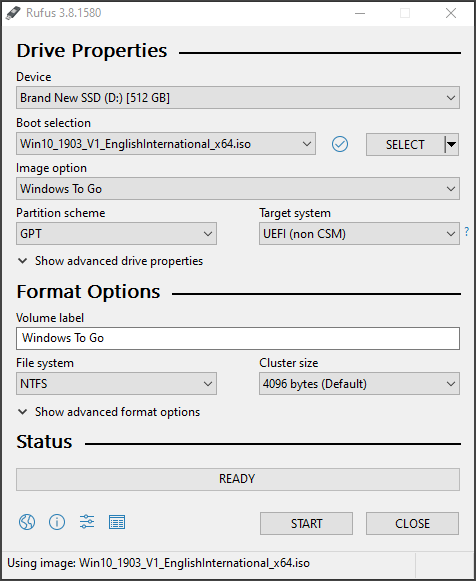 Rufus 3.8.1580
Drive Properties
Device
Brand New SSD (D:) [512 GB]
Boot selection
Win10_1903_V1_EnglishInternational_x64.iso
SELECT
Image option
Windows To Go
Partition scheme
Target system
GPT
UEFI (non CSM)
?
Show advanced drive properties
Format Options
Volume label
Windows To Go
File system
Cluster size
NTFS
4096 bytes (Default)
Show advanced format options
Status
READY
START
CLOSE
Using image: Win10_1903_V1_EnglishInternational_x64.iso